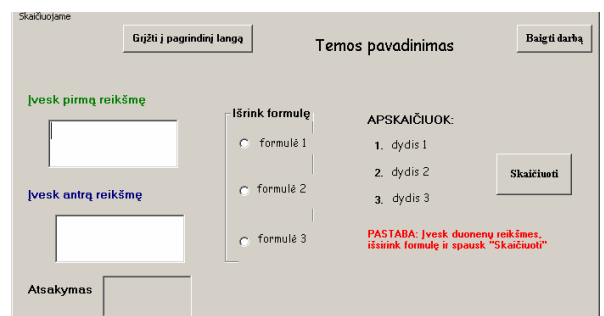 Skaičiuojame
Grįžti į pagrindinį langą
Temos pavadinimas
Baigti darbą
Įvesk pirmą reikšmę
Išrink formulę
formulė 1
formulė 2
formulė 3
APSKAIČIUOK:
1. dydis 1
2. dydis 2
3. dydis 3
Skaičiuoti
Įvesk antrą reikšmę
PASTABA: Įvesk duonenų reikšmes,
išsirink formulę ir spausk "Skaičiuoti"
Atsakymas